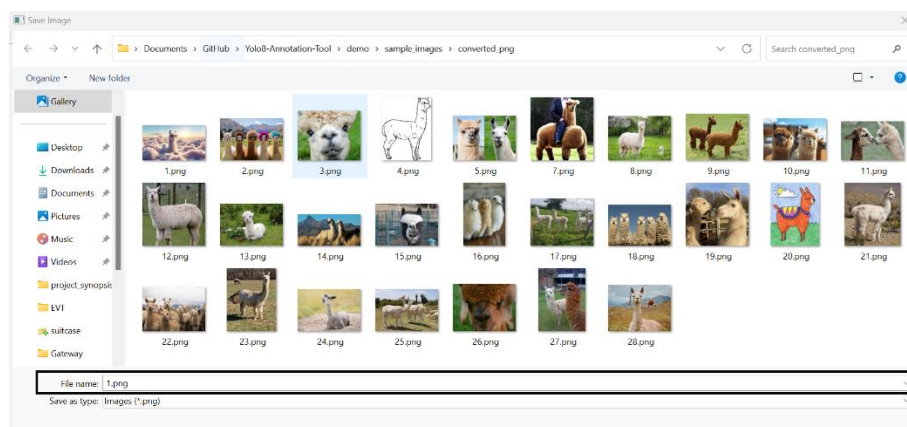 Save Image
Documents > GitHub > Yolo8-Annotation-Tool > demo > sample_images > converted_png
Search converted_png
Organize
New folder
Gallery
Desktop
Downloads
Documents
Pictures
Music
Videos
project_synopsis
EVI
suitcase
Gateway
1.png
2.png
3.png
4.png
5.png
7.png
8.png
9.png
10.png
11.png
12.png
13.png
14.png
15.png
16.png
17.png
18.png
19.png
20.png
21.png
22.png
23.png
24.png
25.png
26.png
27.png
28.png
File name: 1.png
Save as type: Images (*.png)